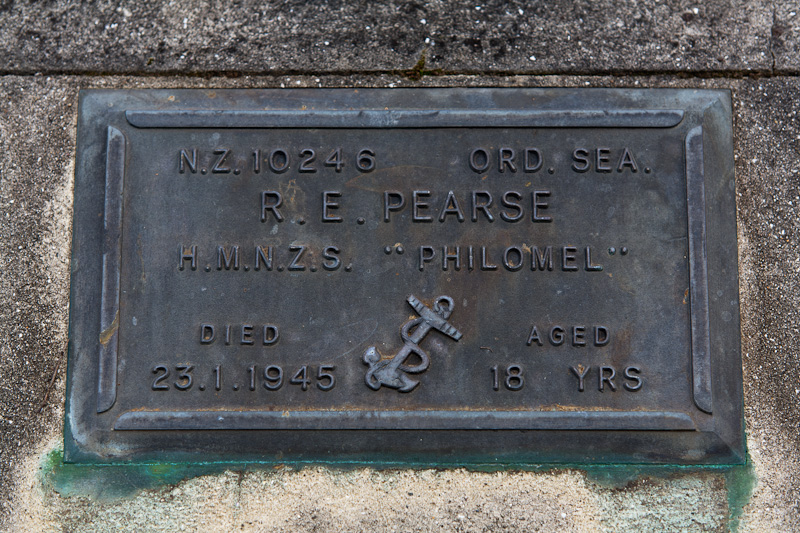 N.Z. 10246 ORD. SEA.
R. E. PEARSE
H.M.N.Z.S. "PHILOMEL"
DIED AGED
23.1.1945 18 YRS